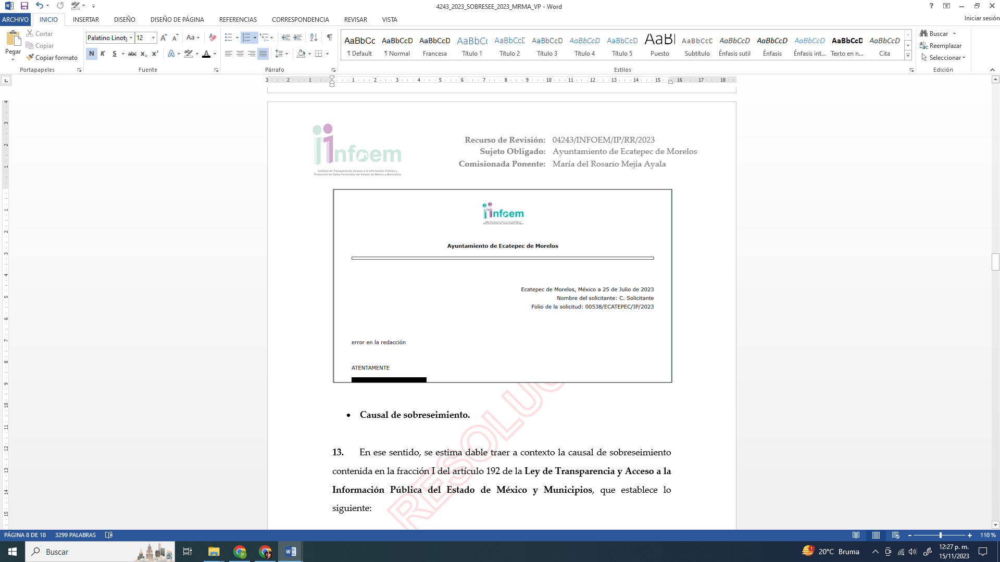 4243_2023_SOBRESEE_2023_MRMA_VP - Word
Iniciar sesión
ARCHIVO INICIO INSERTAR DISEÑO DISEÑO DE PÁGINA REFERENCIAS CORRESPONDENCIA REVISAR VISTA
Pegar
Cortar
Copiar
Copiar formato
Portapapeles
Palatino Linoty 12
Fuente
Párrafo
AaBbCc AaBbCcD AaBbCcD AaBbCc AaBbCcD AaBbCcD AaBbCcD AaBbCcD AaBl AaBbCcD AaBbCcD AaBbCcD AaBbCcD AaBbCcD AaBbCcD
¶ Default ¶ Normal Francesa Título 1 Título 2 Título 3 Título 4 Título 5 Puesto Subtítulo Énfasis sutil Énfasis Énfasis int... Texto en n... Cita
Estilos
Buscar
Reemplazar
Seleccionar
Edición
3 2 1 1 2 3 4 5 6 7 8 9 10 11 12 13 14 15 16 17 18
infoem
Instituto de Transparencia, Acceso a la Información Pública y
Protección de Datos Personales del Estado de México y Municipios
Recurso de Revisión: 04243/INFOEM/IP/RR/2023
Sujeto Obligado: Ayuntamiento de Ecatepec de Morelos
Comisionada Ponente: María del Rosario Mejía Ayala
infoem
Ayuntamiento de Ecatepec de Morelos
Ecatepec de Morelos, México a 25 de Julio de 2023
Nombre del solicitante: C. Solicitante
Folio de la solicitud: 00538/ECATEPEC/IP/2023
error en la redacción
ATENTAMENTE
• Causal de sobreseimiento.
13. En ese sentido, se estima dable traer a contexto la causal de sobreseimiento
contenida en la fracción I del artículo 192 de la Ley de Transparencia y Acceso a la
Información Pública del Estado de México y Municipios, que establece lo
siguiente:
RESOLUC
PÁGINA 8 DE 18 3299 PALABRAS
110 %
Buscar
20°C Bruma
12:27 p. m.
15/11/2023